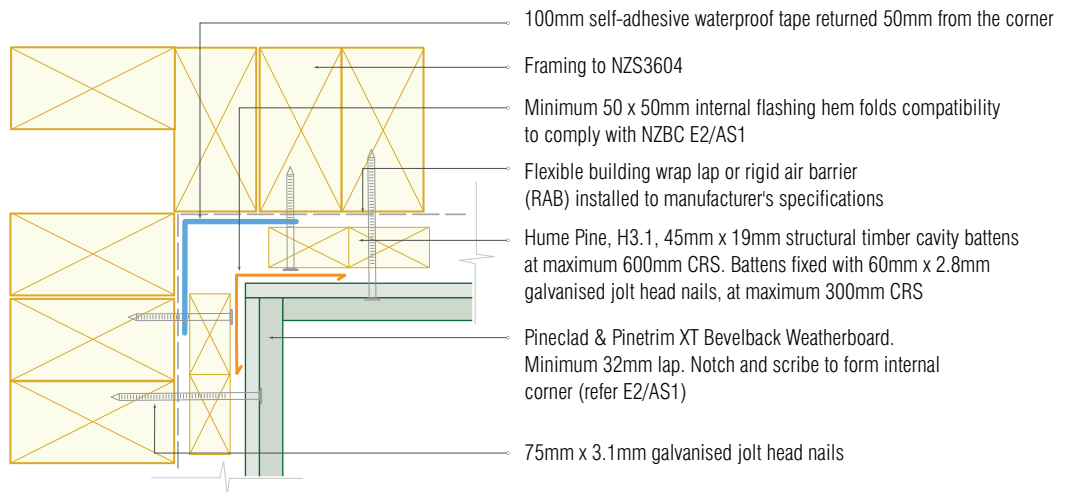 100mm self-adhesive waterproof tape returned 50mm from the corner
Framing to NZS3604
Minimum 50 x 50mm internal flashing hem folds compatibility
to comply with NZBC E2/AS1
Flexible building wrap lap or rigid air barrier
(RAB) installed to manufacturer's specifications
Hume Pine, H3.1, 45mm x 19mm structural timber cavity battens
at maximum 600mm CRS. Battens fixed with 60mm x 2.8mm
galvanised jolt head nails, at maximum 300mm CRS
Pineclad & Pinetrim XT Bevelback Weatherboard.
Minimum 32mm lap. Notch and scribe to form internal
corner (refer E2/AS1)
75mm x 3.1mm galvanised jolt head nails